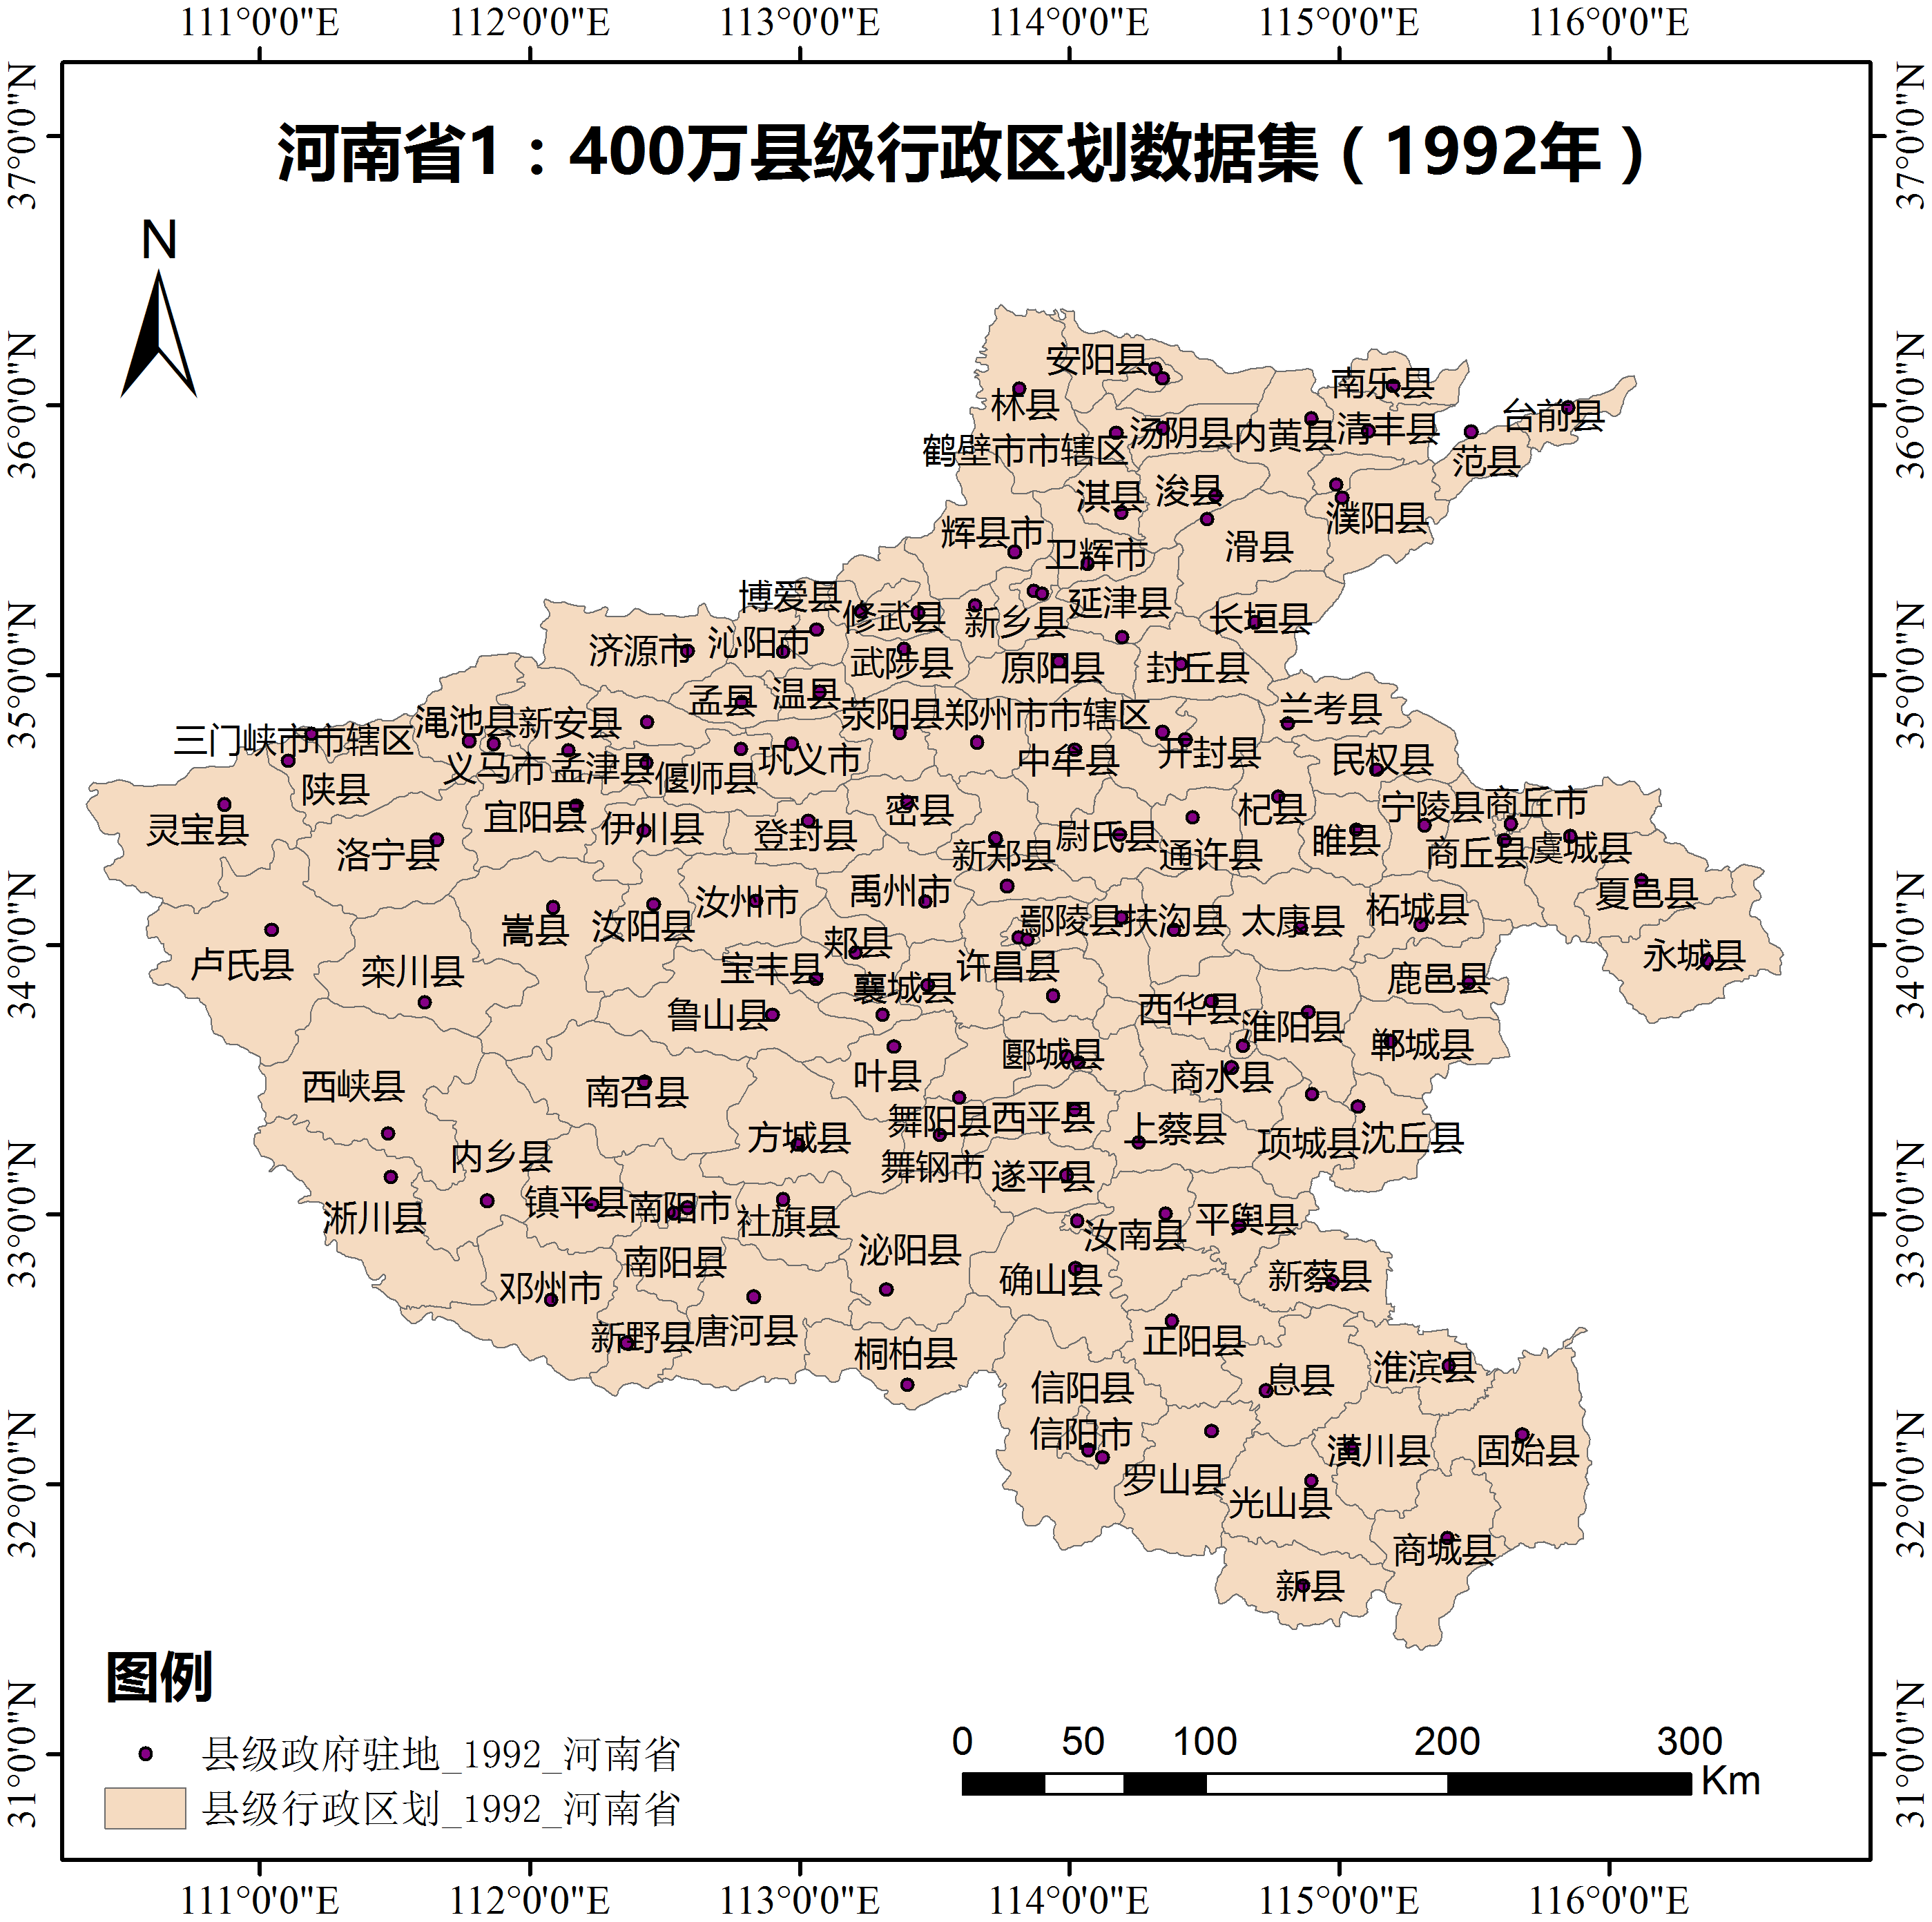 111°0'0"E 112°0'0"E 113°0'0"E 114°0'0"E 115°0'0"E 116°0'0"E
37°0'0"N
37°0'0"N
河南省1：400万县级行政区划数据集（1992年）
N
36°0'0"N
36°0'0"N
安阳县
南乐县
林县
台前县
汤阴县
内黄县
清丰县
鹤壁市市辖区
范县
淇县
浚县
濮阳县
辉县市
卫辉市
滑县
35°0'0"N
35°0'0"N
博爱县
修武县
新乡县
延津县
长垣县
济源市
沁阳市
武陟县
原阳县
封丘县
孟县
温县
荥阳县
郑州市市辖区
兰考县
三门峡市市辖区
渑池县
新安县
义马市
孟津县
偃师县
巩义市
中牟县
开封县
民权县
陕县
灵宝县
宜阳县
伊川县
登封县
密县
尉氏县
杞县
宁陵县
商丘市
洛宁县
新郑县
通许县
睢县
商丘县
虞城县
夏邑县
34°0'0"N
34°0'0"N
嵩县
汝阳县
汝州市
禹州市
鄢陵县
扶沟县
太康县
柘城县
永城县
卢氏县
栾川县
郏县
宝丰县
襄城县
许昌县
鹿邑县
鲁山县
西华县
淮阳县
郾城县
郸城县
西峡县
南召县
叶县
商水县
舞阳县
西平县
上蔡县
方城县
项城县
沈丘县
内乡县
舞钢市
遂平县
33°0'0"N
33°0'0"N
淅川县
镇平县
南阳市
社旗县
汝南县
平舆县
南阳县
泌阳县
确山县
新蔡县
邓州市
新野县
唐河县
桐柏县
正阳县
信阳县
息县
淮滨县
信阳市
潢川县
固始县
罗山县
光山县
32°0'0"N
32°0'0"N
商城县
新县
图例
县级政府驻地_1992_河南省
县级行政区划_1992_河南省
0 50 100 200 300
Km
31°0'0"N
31°0'0"N
111°0'0"E 112°0'0"E 113°0'0"E 114°0'0"E 115°0'0"E 116°0'0"E